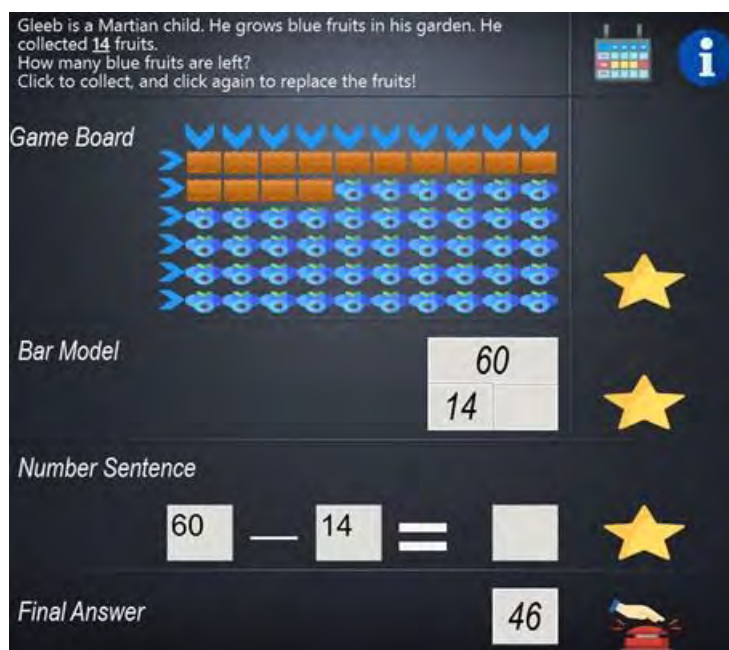 Gleeb is a Martian child. He grows blue fruits in his garden. He
collected 14 fruits.
How many blue fruits are left?
Click to collect, and click again to replace the fruits!
i
Game Board
Bar Model
60
14
Number Sentence
60 — 14 =
Final Answer
46